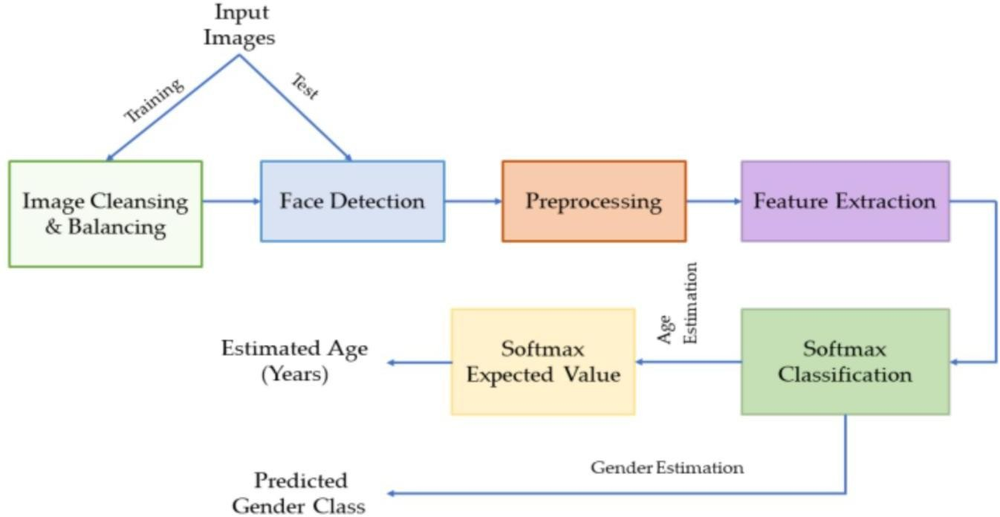 Input
Images
Training
Test
Image Cleansing
& Balancing
Face Detection
Preprocessing
Feature Extraction
Softmax
Classification
Age
Estimation
Softmax
Expected Value
Estimated Age
(Years)
Gender Estimation
Predicted
Gender Class